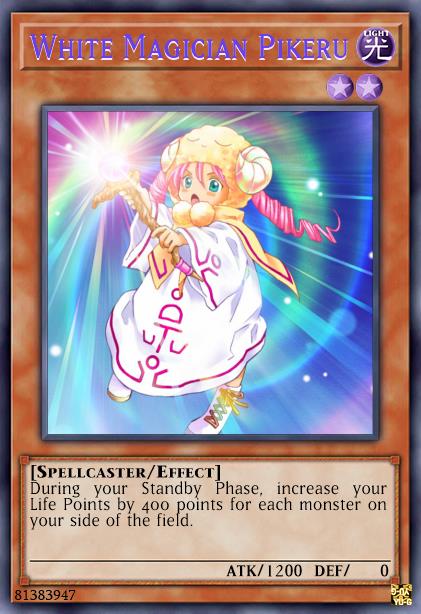 White Magician Pikeru
LIGHT
光
[Spellcaster/Effect]
During your Standby Phase, increase your
Life Points by 400 points for each monster on
your side of the field.
ATK/1200 DEF/ 0
81383947